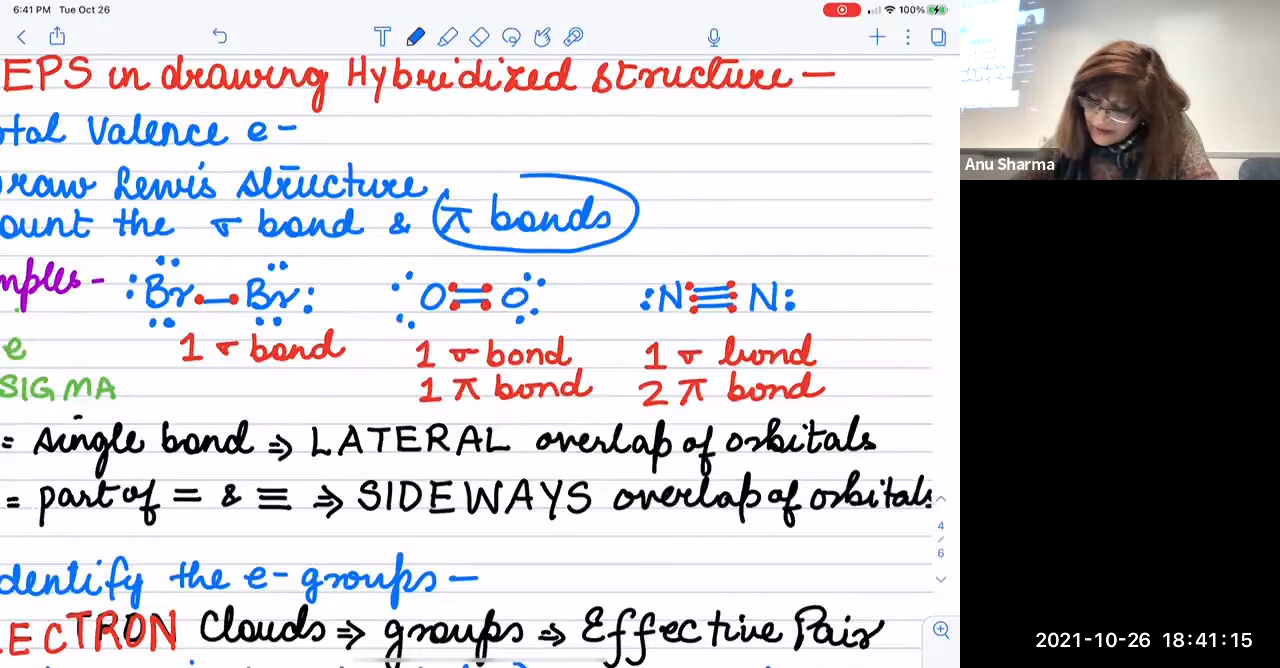 6:41 PM Tue Oct 26
100%
EPS in drawing Hybridized Structure —
otal Valence e-
raw Lewis structure
ount the σ bond & π bonds
mples - :Br—Br: O=O :N≡N:
e 1 σ bond 1 σ bond 1 σ bond
SIGMA 1 π bond 2 π bond
= single bond ⇒ LATERAL overlap of orbitals
= part of = & ≡ ⇒ SIDEWAYS overlap of orbitals
4
/
6
dentify the e- groups —
LECTRON Clouds ⇒ groups ⇒ Effective Pair
Anu Sharma
2021-10-26 18:41:15